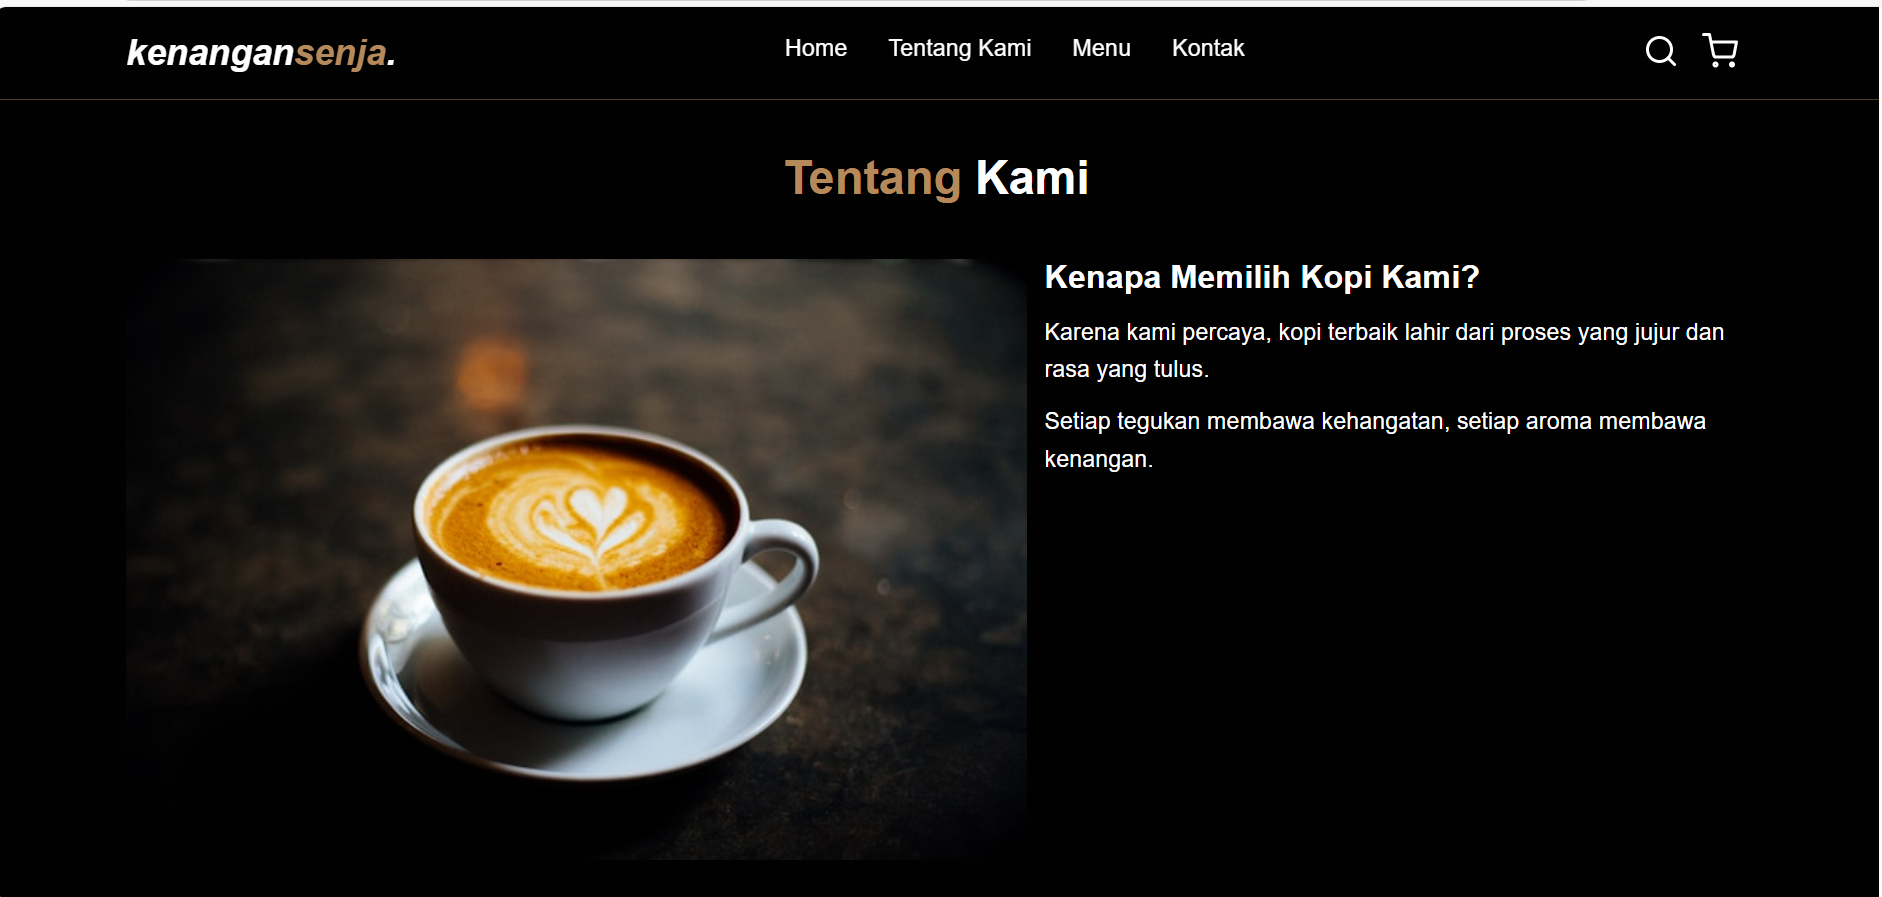 kenangansenja.
Home Tentang Kami Menu Kontak
Tentang Kami
Kenapa Memilih Kopi Kami?
Karena kami percaya, kopi terbaik lahir dari proses yang jujur dan
rasa yang tulus.
Setiap tegukan membawa kehangatan, setiap aroma membawa
kenangan.